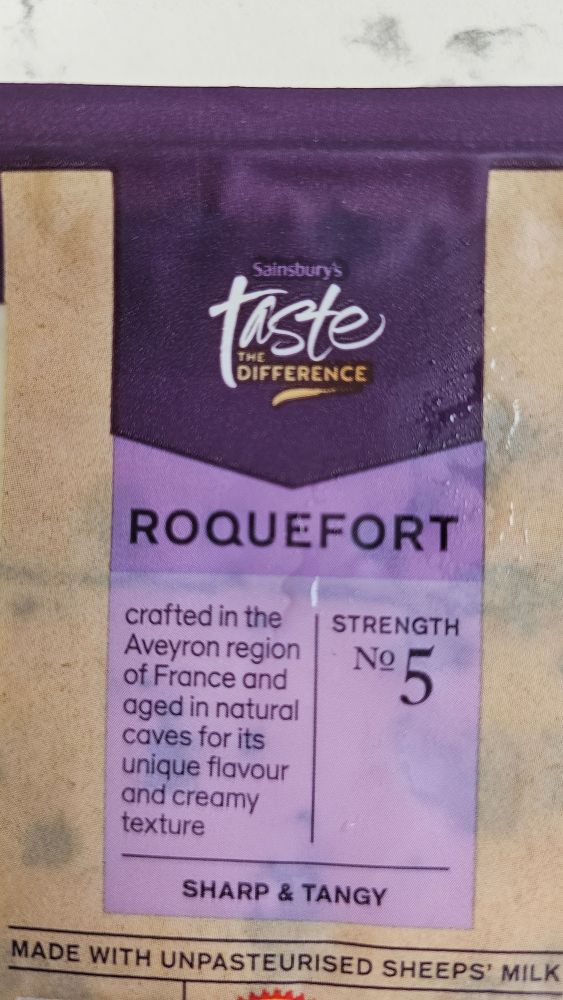 Sainsbury's
taste
THE
DIFFERENCE
ROQUEFORT
crafted in the
Aveyron region
of France and
aged in natural
caves for its
unique flavour
and creamy
texture
STRENGTH
No 5
SHARP & TANGY
MADE WITH UNPASTEURISED SHEEPS' MILK